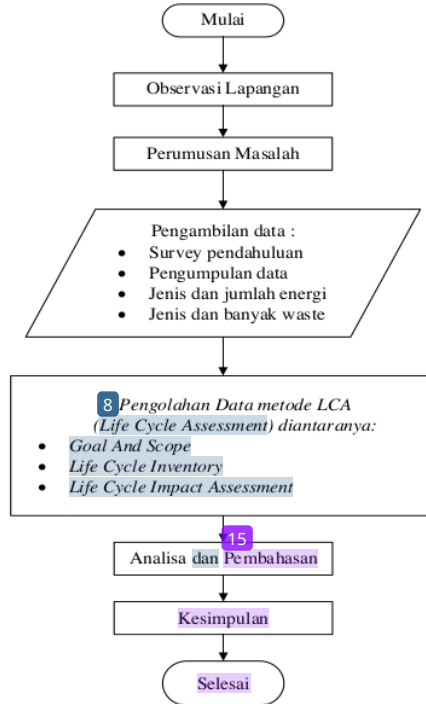 Mulai
Observasi Lapangan
Perumusan Masalah
Pengambilan data :
• Survey pendahuluan
• Pengumpulan data
• Jenis dan jumlah energi
• Jenis dan banyak waste
8 Pengolahan Data metode LCA
(Life Cycle Assessment) diantaranya:
• Goal And Scope
• Life Cycle Inventory
• Life Cycle Impact Assessment
15
Analisa dan Pembahasan
Kesimpulan
Selesai